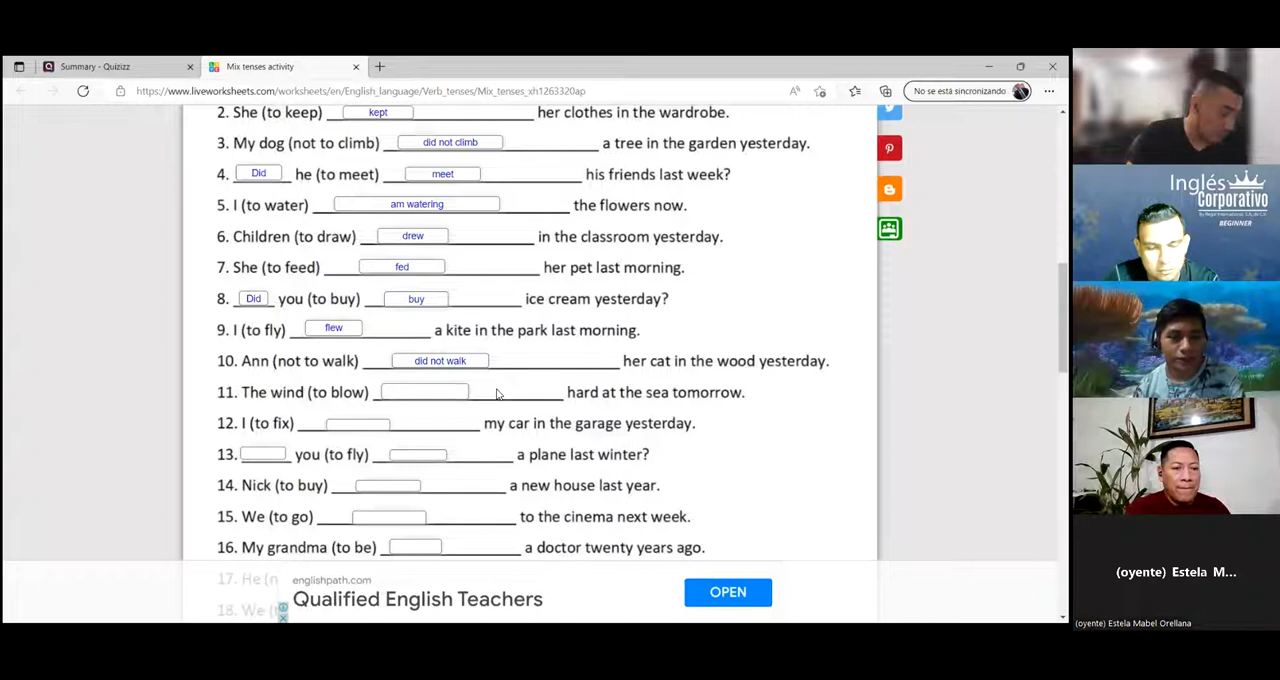 Summary - Quizizz
Mix tenses activity
https://www.liveworksheets.com/worksheets/en/English_language/Verb_tenses/Mix_tenses_xh1263320ap
No se está sincronizando
2. She (to keep) kept her clothes in the wardrobe.
3. My dog (not to climb) did not climb a tree in the garden yesterday.
4. Did he (to meet) meet his friends last week?
5. I (to water) am watering the flowers now.
6. Children (to draw) drew in the classroom yesterday.
7. She (to feed) fed her pet last morning.
8. Did you (to buy) buy ice cream yesterday?
9. I (to fly) flew a kite in the park last morning.
10. Ann (not to walk) did not walk her cat in the wood yesterday.
11. The wind (to blow) hard at the sea tomorrow.
12. I (to fix) my car in the garage yesterday.
13. you (to fly) a plane last winter?
14. Nick (to buy) a new house last year.
15. We (to go) to the cinema next week.
16. My grandma (to be) a doctor twenty years ago.
17. He (n
18. We (t
englishpath.com
Qualified English Teachers
OPEN
Inglés
Corporativo
BEGINNER
(oyente) Estela M...
(oyente) Estela Mabel Orellana